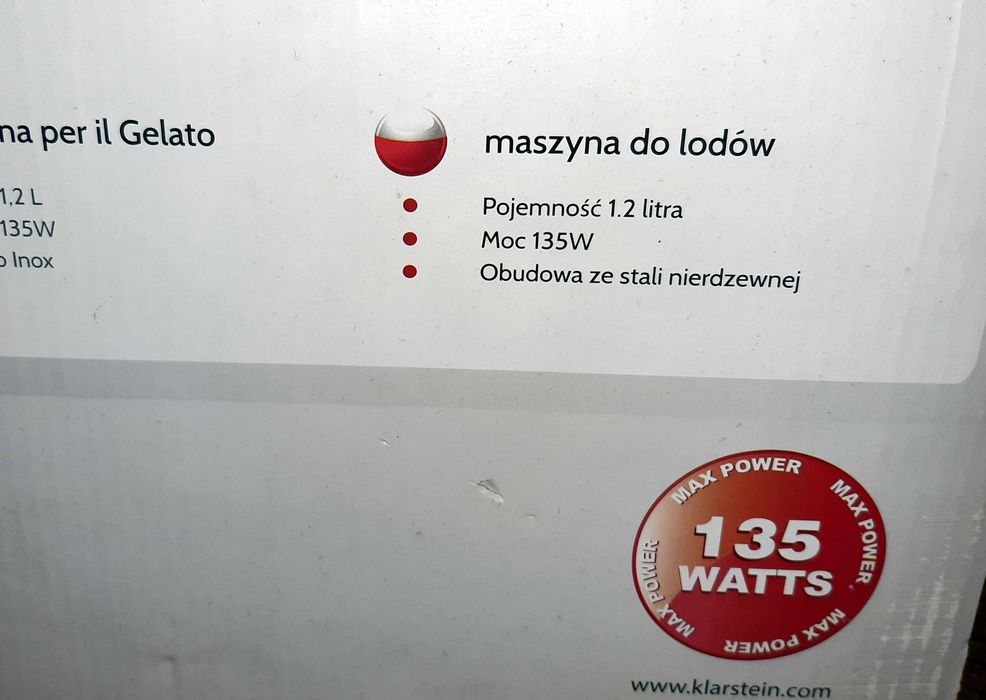 na per il Gelato
1,2 L
135W
o Inox
maszyna do lodów
Pojemność 1.2 litra
Moc 135W
Obudowa ze stali nierdzewnej
MAX POWER
MAX POWER
135
WATTS
MAX POWER
MAX POWER
MAX
www.klarstein.com